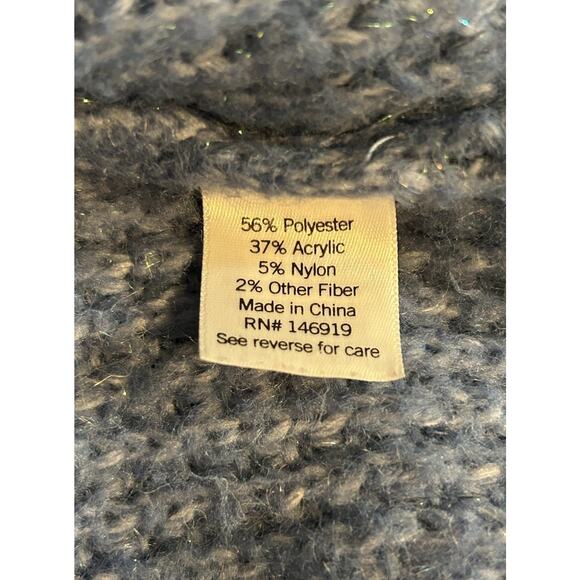 56% Polyester
37% Acrylic
5% Nylon
2% Other Fiber
Made in China
RN# 146919
See reverse for care